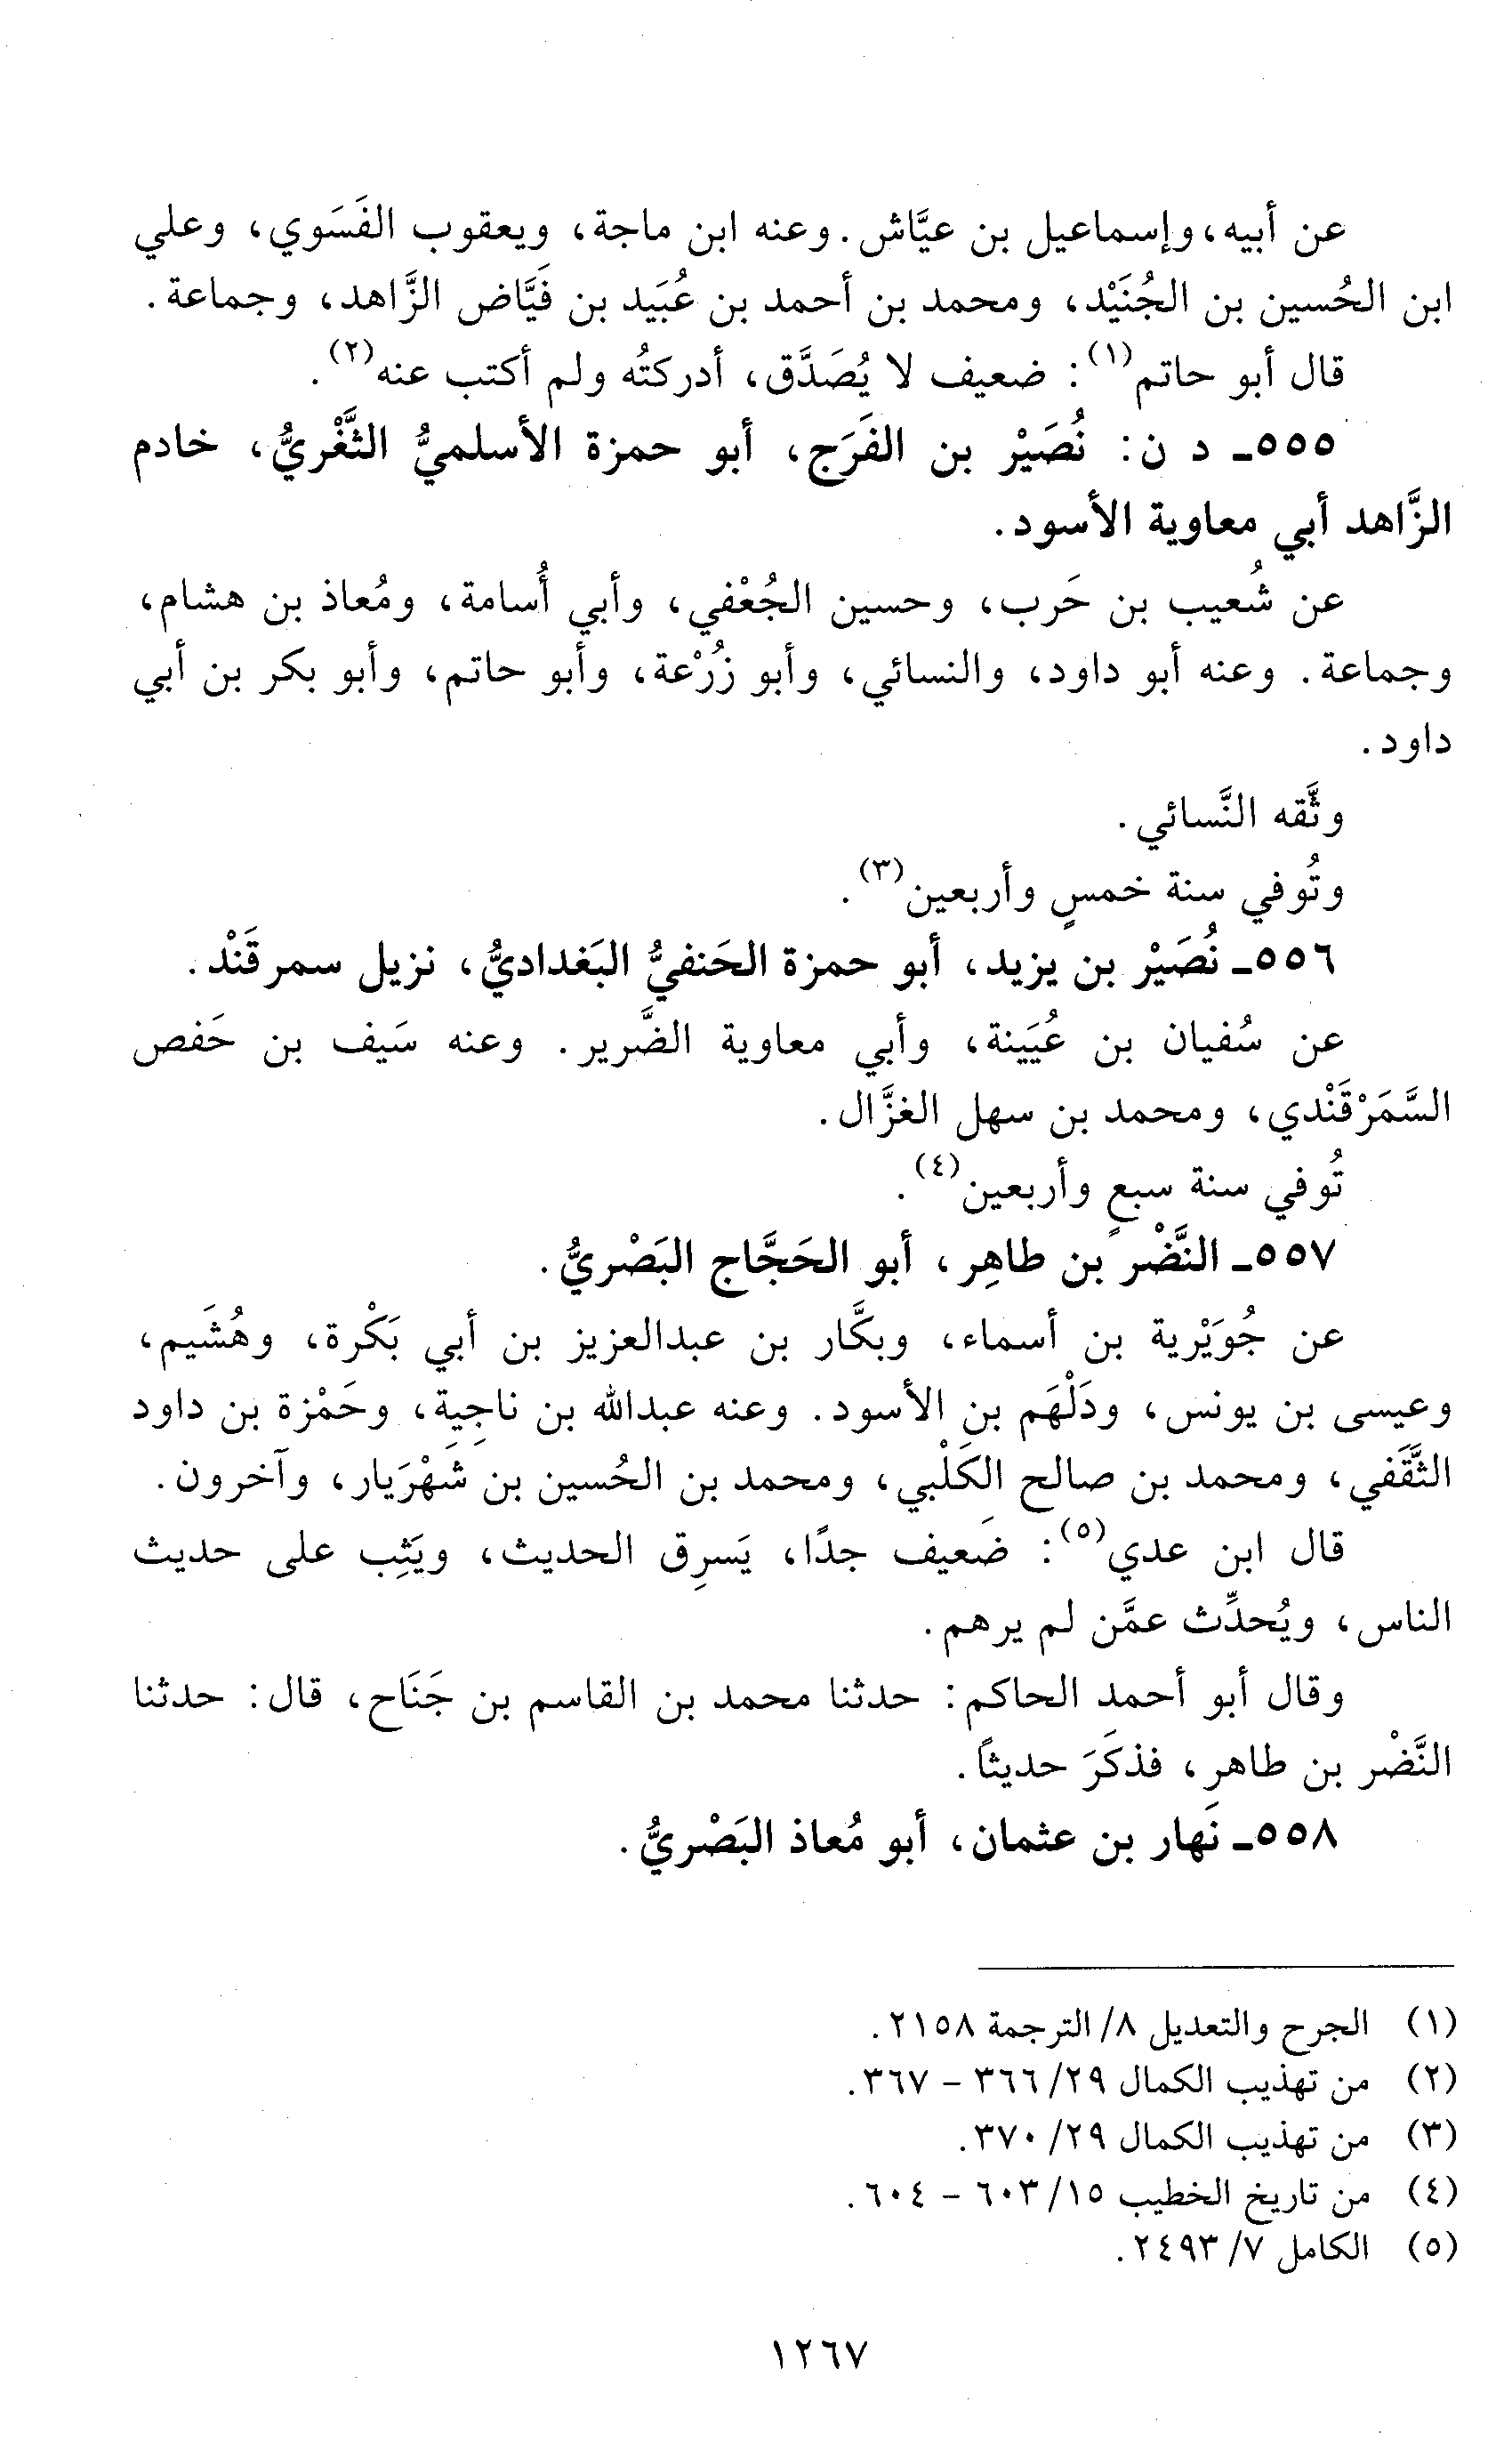 عن أبيه، وإسماعيل بن عيَّاش. وعنه ابن ماجة، ويعقوب الفَسَوي، وعلي
ابن الحُسين بن الجُنَيْد، ومحمد بن أحمد بن عُبَيد بن فَيَّاض الزَّاهد، وجماعة.
قال أبو حاتم(١): ضعيف لا يُصَدَّق، أدركتُه ولم أكتب عنه(٢).
٥٥٥ـ د ن: نُصَيْر بن الفَرَج، أبو حمزة الأسلميُّ الثَّغْريُّ، خادم
الزَّاهد أبي معاوية الأسود.
عن شُعيب بن حَرب، وحسين الجُعْفي، وأبي أُسامة، ومُعاذ بن هشام،
وجماعة. وعنه أبو داود، والنسائي، وأبو زُرْعة، وأبو حاتم، وأبو بكر بن أبي
داود.
وثَّقه النَّسائي.
وتُوفي سنة خمسٍ وأربعين(٣).
٥٥٦ـ نُصَيْر بن يزيد، أبو حمزة الحَنفيُّ البَغداديُّ، نزيل سمرقَنْد.
عن سُفيان بن عُيَينة، وأبي معاوية الضَّرير. وعنه سَيف بن حَفص
السَّمَرْقَنْدي، ومحمد بن سهل الغزَّال.
تُوفي سنة سبعٍ وأربعين(٤).
٥٥٧ـ النَّضْر بن طاهِر، أبو الحَجَّاج البَصْريُّ.
عن جُوَيْرية بن أسماء، وبكَّار بن عبدالعزيز بن أبي بَكْرة، وهُشَيم،
وعيسى بن يونس، ودَلْهَم بن الأسود. وعنه عبدالله بن ناجِية، وحَمْزة بن داود
الثَّقَفي، ومحمد بن صالح الكَلْبي، ومحمد بن الحُسين بن شَهْرَيار، وآخرون.
قال ابن عدي(٥): ضَعيف جدًا، يَسرِق الحديث، ويَثِب على حديث
الناس، ويُحدِّث عمَّن لم يرهم.
وقال أبو أحمد الحاكم: حدثنا محمد بن القاسم بن جَنَاح، قال: حدثنا
النَّضْر بن طاهرِ، فذكَرَ حديثًا.
٥٥٨ـ نَهار بن عثمان، أبو مُعاذ البَصْريُّ.
(١) الجرح والتعديل ٨/ الترجمة ٢١٥٨.
(٢) من تهذيب الكمال ٢٩/ ٣٦٦ – ٣٦٧.
(٣) من تهذيب الكمال ٢٩/ ٣٧٠.
(٤) من تاريخ الخطيب ١٥/ ٦٠٣ – ٦٠٤.
(٥) الكامل ٧/ ٢٤٩٣.
١٢٦٧